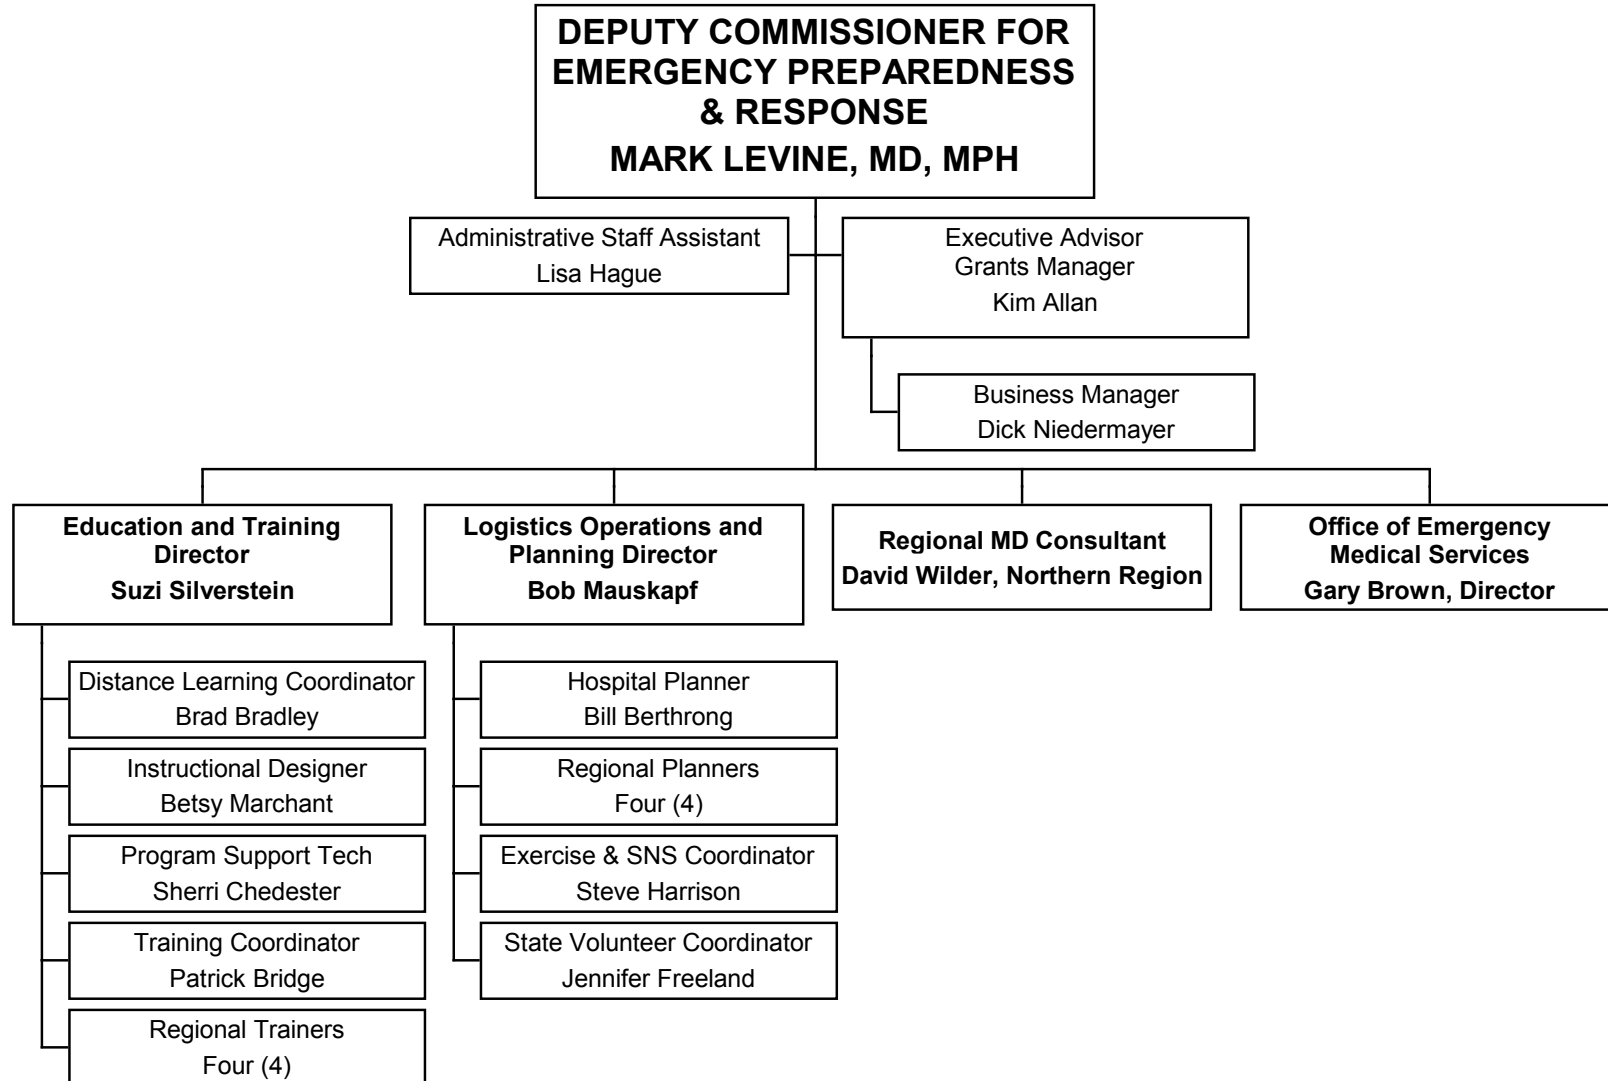 DEPUTY COMMISSIONER FOR
EMERGENCY PREPAREDNESS
& RESPONSE
MARK LEVINE, MD, MPH
Administrative Staff Assistant
Lisa Hague
Executive Advisor
Grants Manager
Kim Allan
Business Manager
Dick Niedermayer
Education and Training
Director
Suzi Silverstein
Logistics Operations and
Planning Director
Bob Mauskapf
Regional MD Consultant
David Wilder, Northern Region
Office of Emergency
Medical Services
Gary Brown, Director
Distance Learning Coordinator
Brad Bradley
Instructional Designer
Betsy Marchant
Program Support Tech
Sherri Chedester
Training Coordinator
Patrick Bridge
Regional Trainers
Four (4)
Hospital Planner
Bill Berthrong
Regional Planners
Four (4)
Exercise & SNS Coordinator
Steve Harrison
State Volunteer Coordinator
Jennifer Freeland